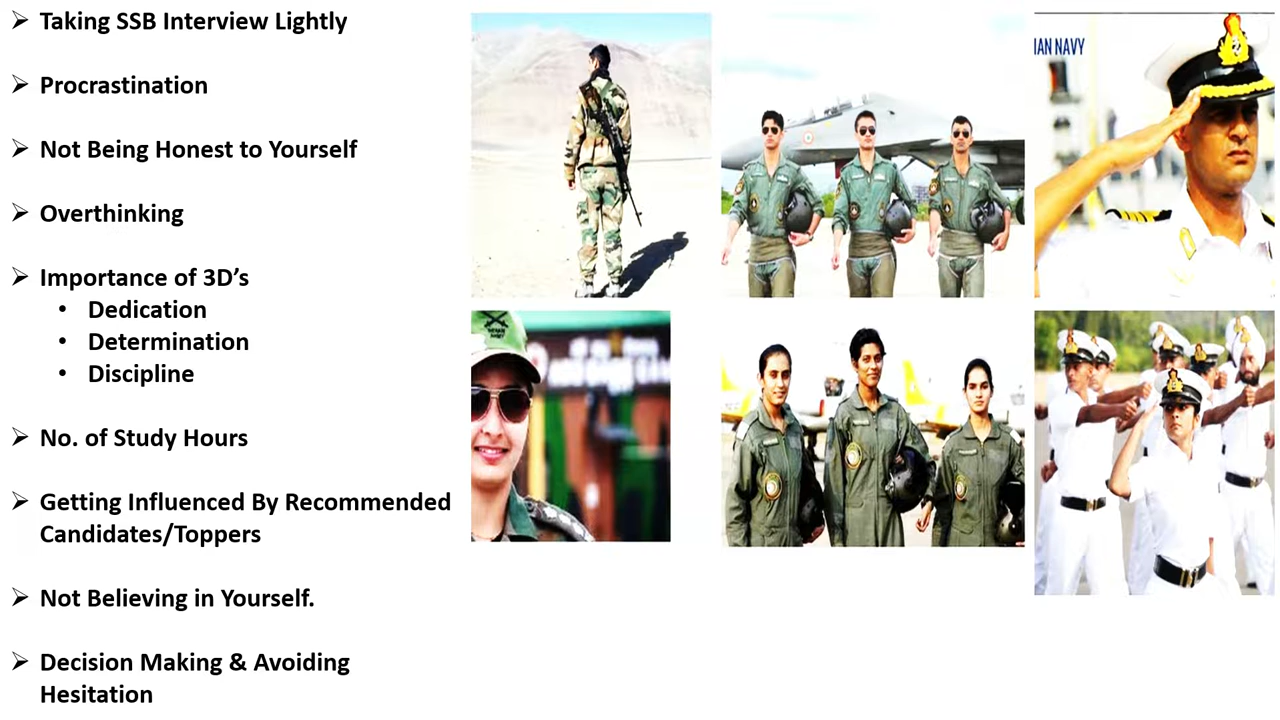 Taking SSB Interview Lightly
Procrastination
Not Being Honest to Yourself
Overthinking
Importance of 3D’s
Dedication
Determination
Discipline
No. of Study Hours
Getting Influenced By Recommended
Candidates/Toppers
Not Believing in Yourself.
Decision Making & Avoiding
Hesitation
IAN NAVY